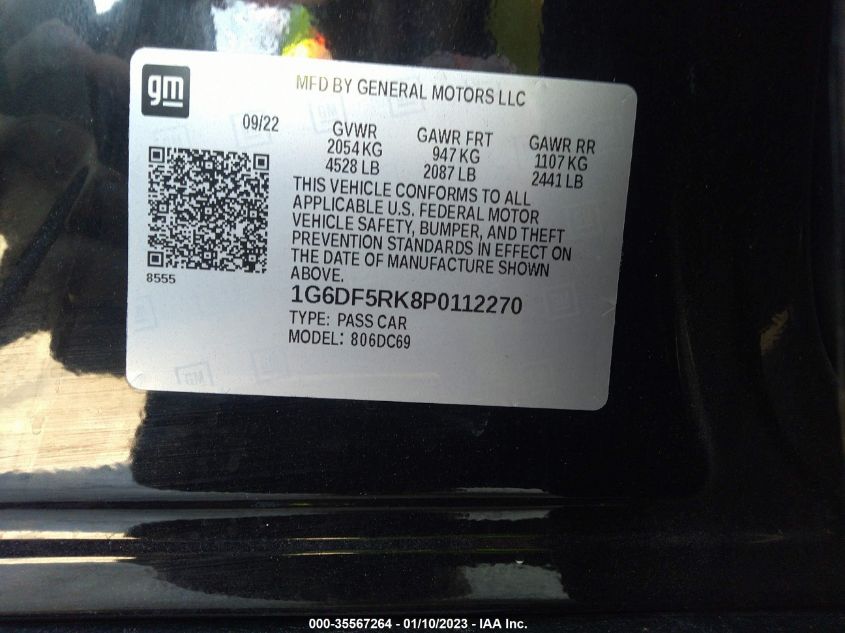 gm
MFD BY GENERAL MOTORS LLC
09/22
GVWR GAWR FRT GAWR RR
2054 KG 947 KG 1107 KG
4528 LB 2087 LB 2441 LB
THIS VEHICLE CONFORMS TO ALL
APPLICABLE U.S. FEDERAL MOTOR
VEHICLE SAFETY, BUMPER, AND THEFT
PREVENTION STANDARDS IN EFFECT ON
THE DATE OF MANUFACTURE SHOWN
ABOVE.
8555
1G6DF5RK8P0112270
TYPE: PASS CAR
MODEL: 806DC69
GM
000-35567264 - 01/10/2023 - IAA Inc.